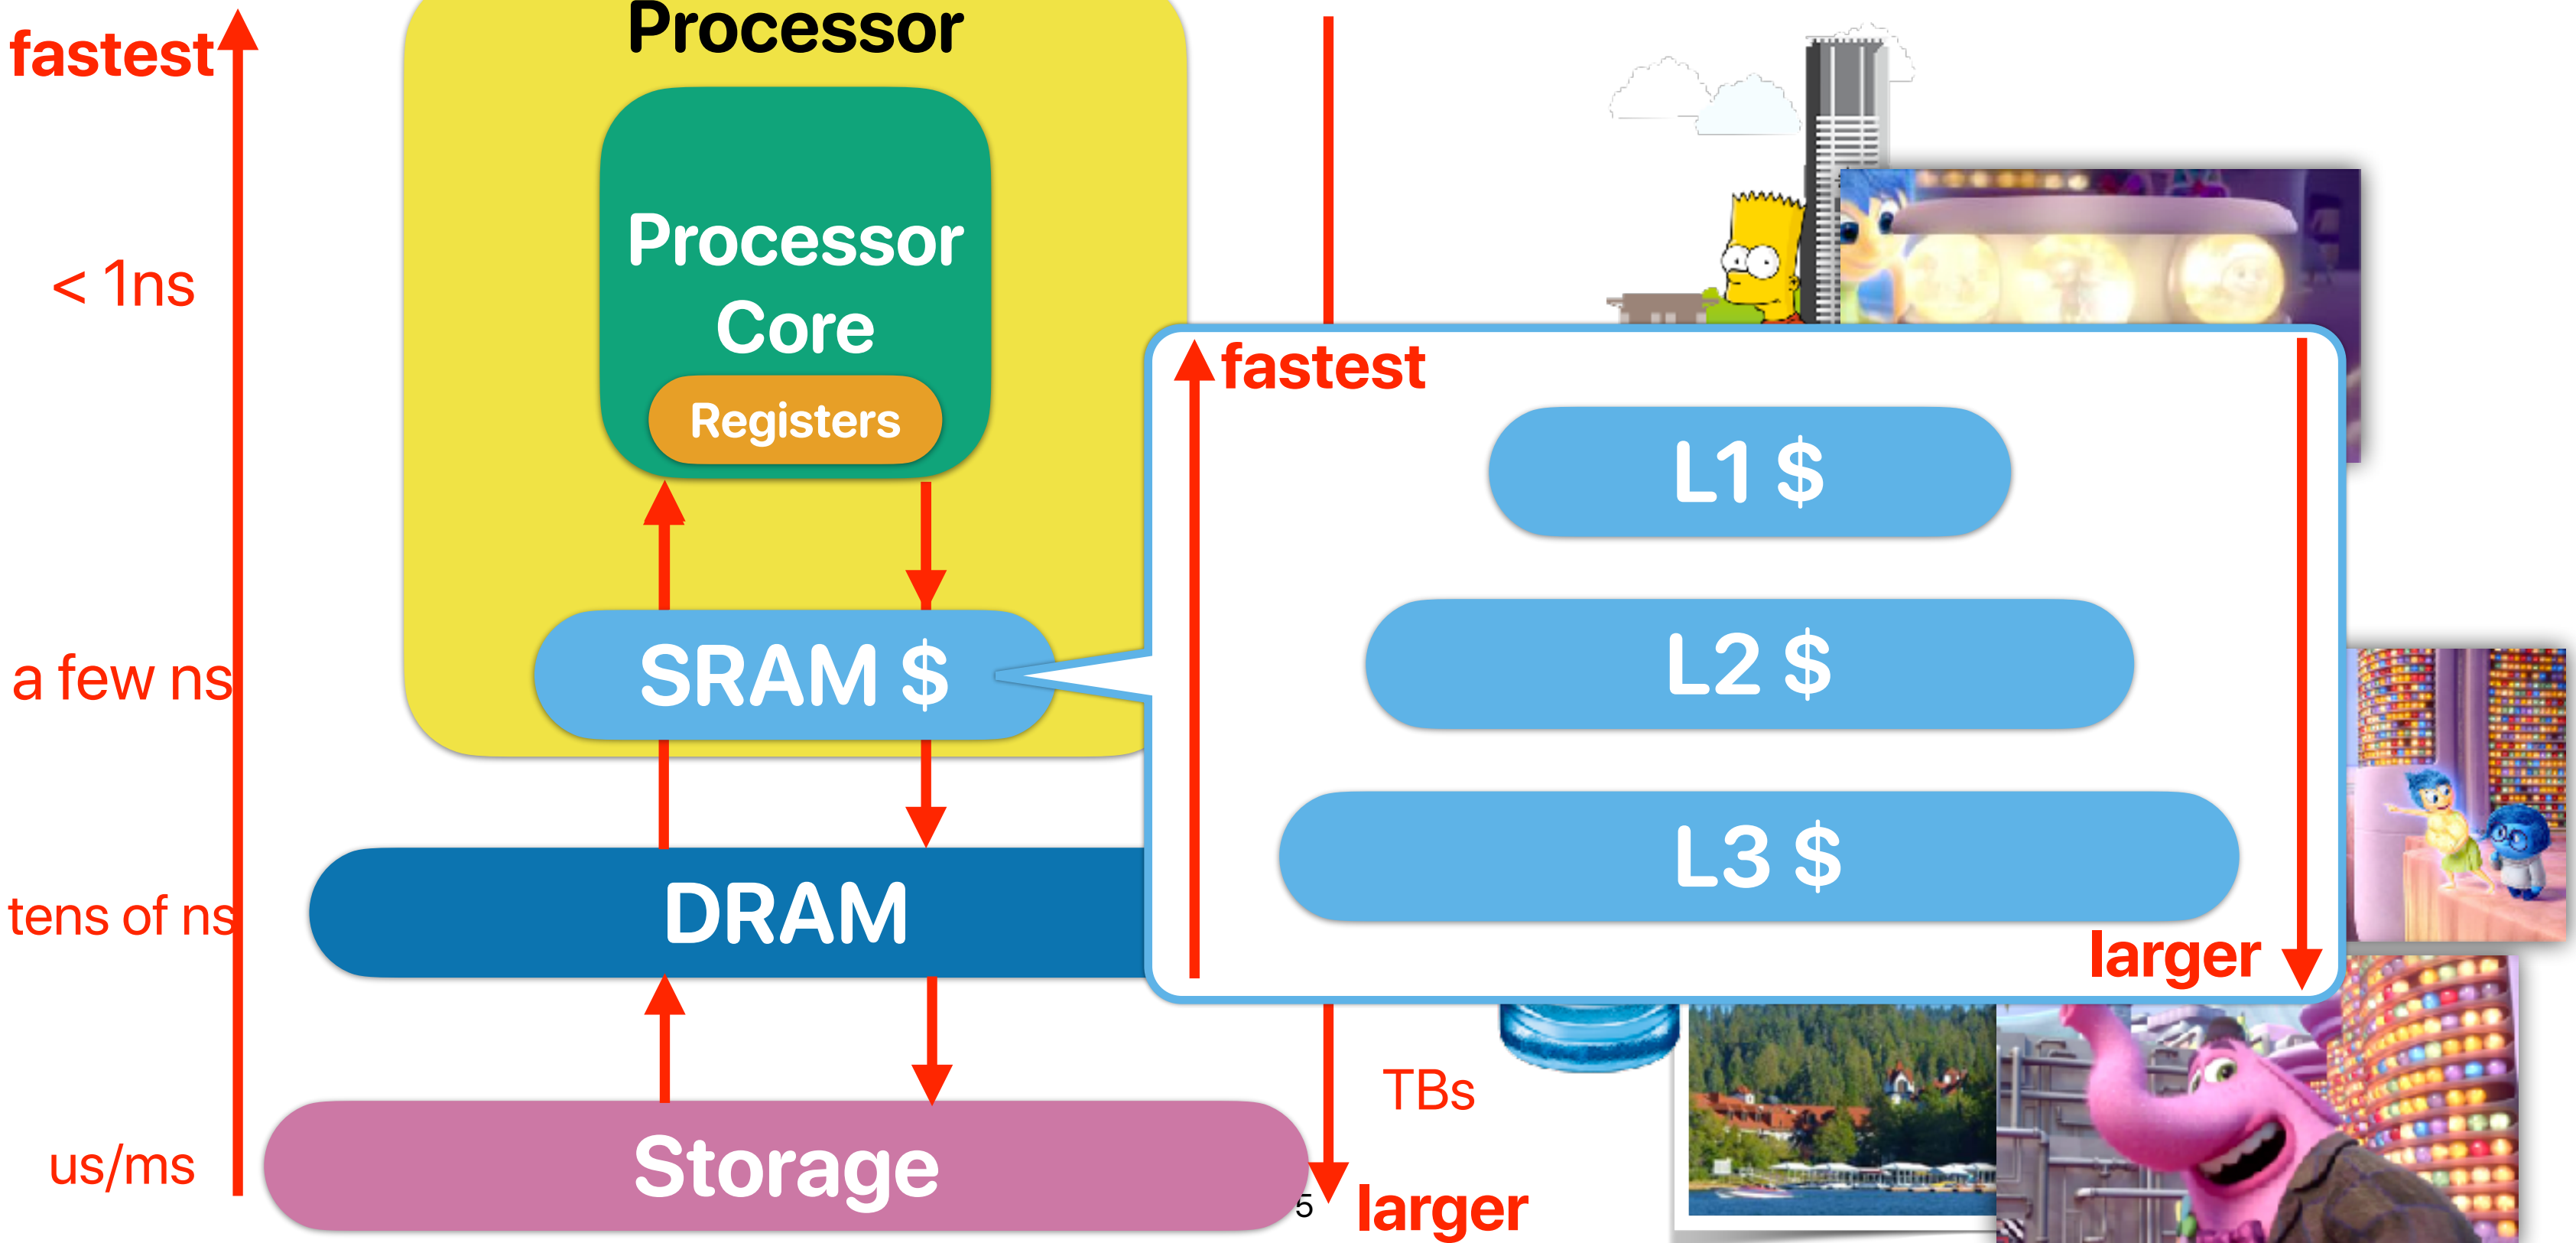 Processor
fastest
< 1ns
Processor
Core
Registers
fastest
L1 $
L2 $
L3 $
larger
a few ns
SRAM $
tens of ns
DRAM
TBs
us/ms
Storage
5
larger